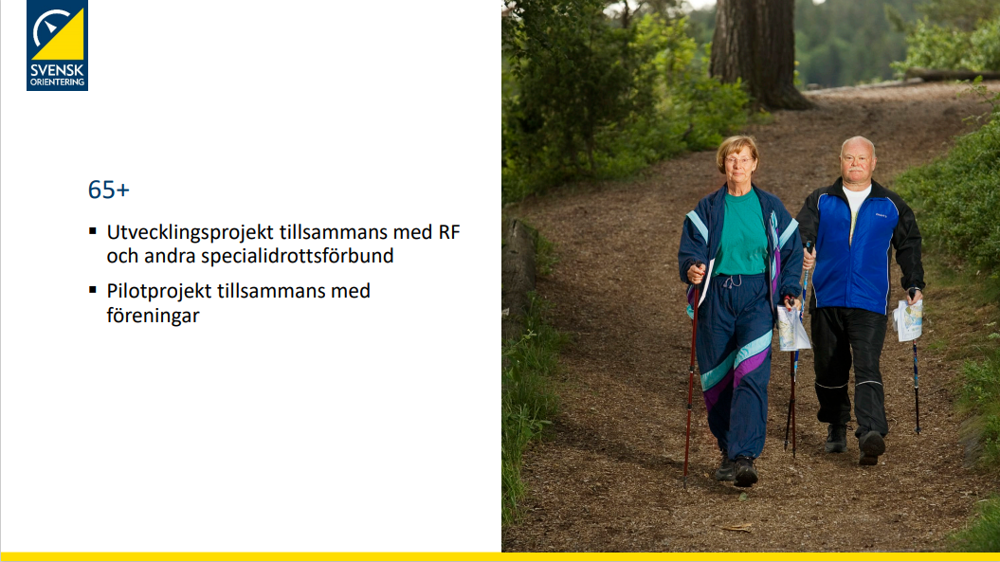 SVENSK
ORIENTERING
65+
▪ Utvecklingsprojekt tillsammans med RF
och andra specialidrottsförbund
▪ Pilotprojekt tillsammans med
föreningar